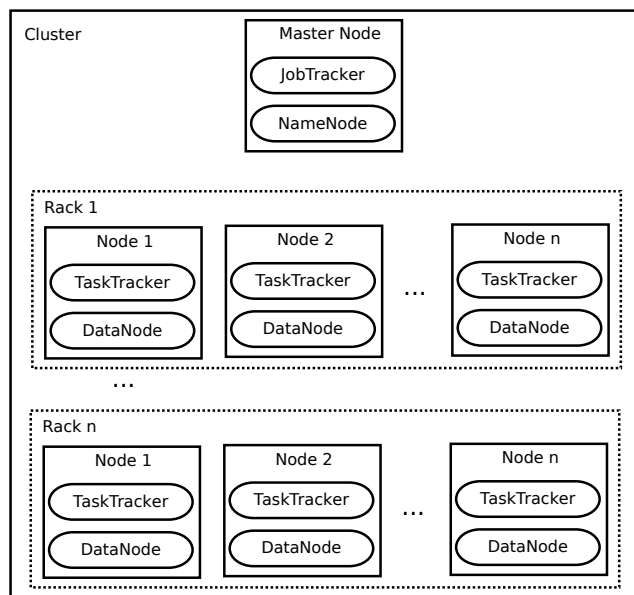 Cluster
Master Node
JobTracker
NameNode
Rack 1
Node 1
Node 2
Node n
TaskTracker
TaskTracker
...
TaskTracker
DataNode
DataNode
DataNode
...
Rack n
Node 1
Node 2
Node n
TaskTracker
TaskTracker
...
TaskTracker
DataNode
DataNode
DataNode